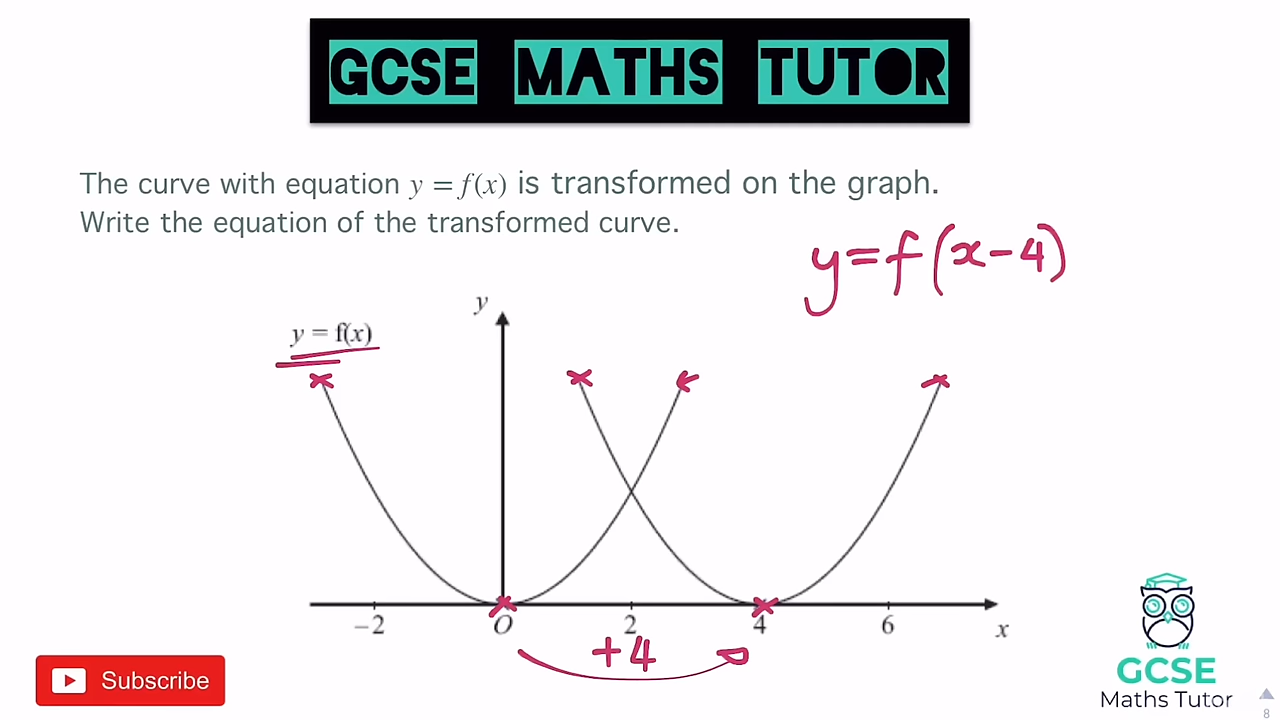 GCSE MATHS TUTOR
The curve with equation y = f(x) is transformed on the graph.
Write the equation of the transformed curve.
y=f(x-4)
y
y = f(x)
-2 O 2 4 6 x
+4
Subscribe
GCSE
Maths Tutor
8